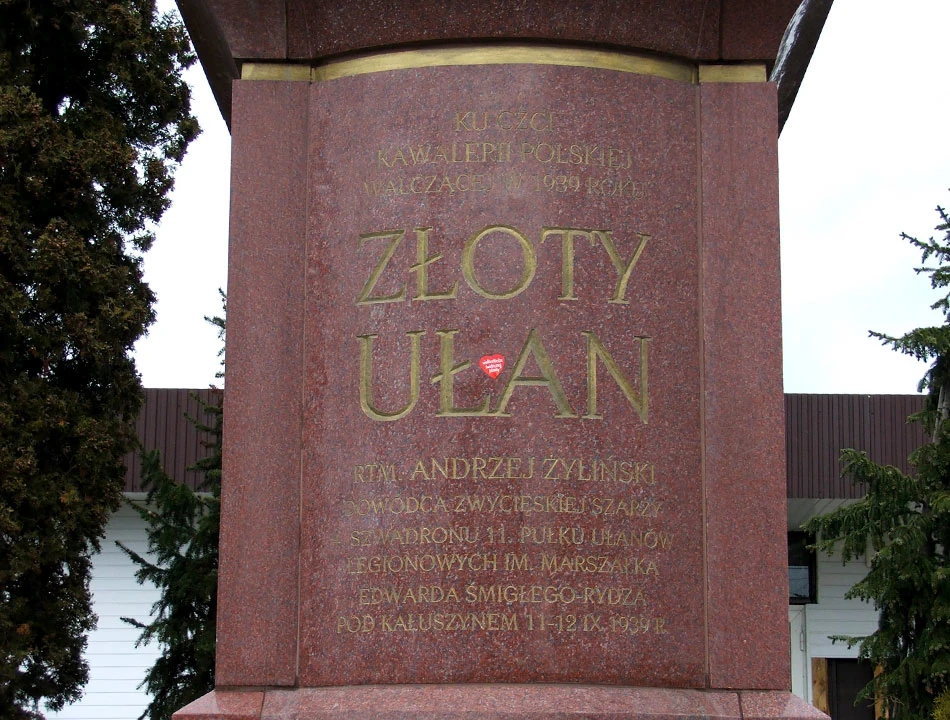 KU CZCI
KAWALERII POLSKIEJ
WALCZĄCEJ W 1939 ROKU
ZŁOTY
UŁAN
RTM. ANDRZEJ ŻYLIŃSKI
DOWÓDCA ZWYCIĘSKIEJ SZARŻY
SZWADRONU 11. PUŁKU UŁANÓW
LEGIONOWYCH IM. MARSZAŁKA
EDWARDA ŚMIGŁEGO-RYDZA
POD KAŁUSZYNEM 11-12 IX 1939 R.